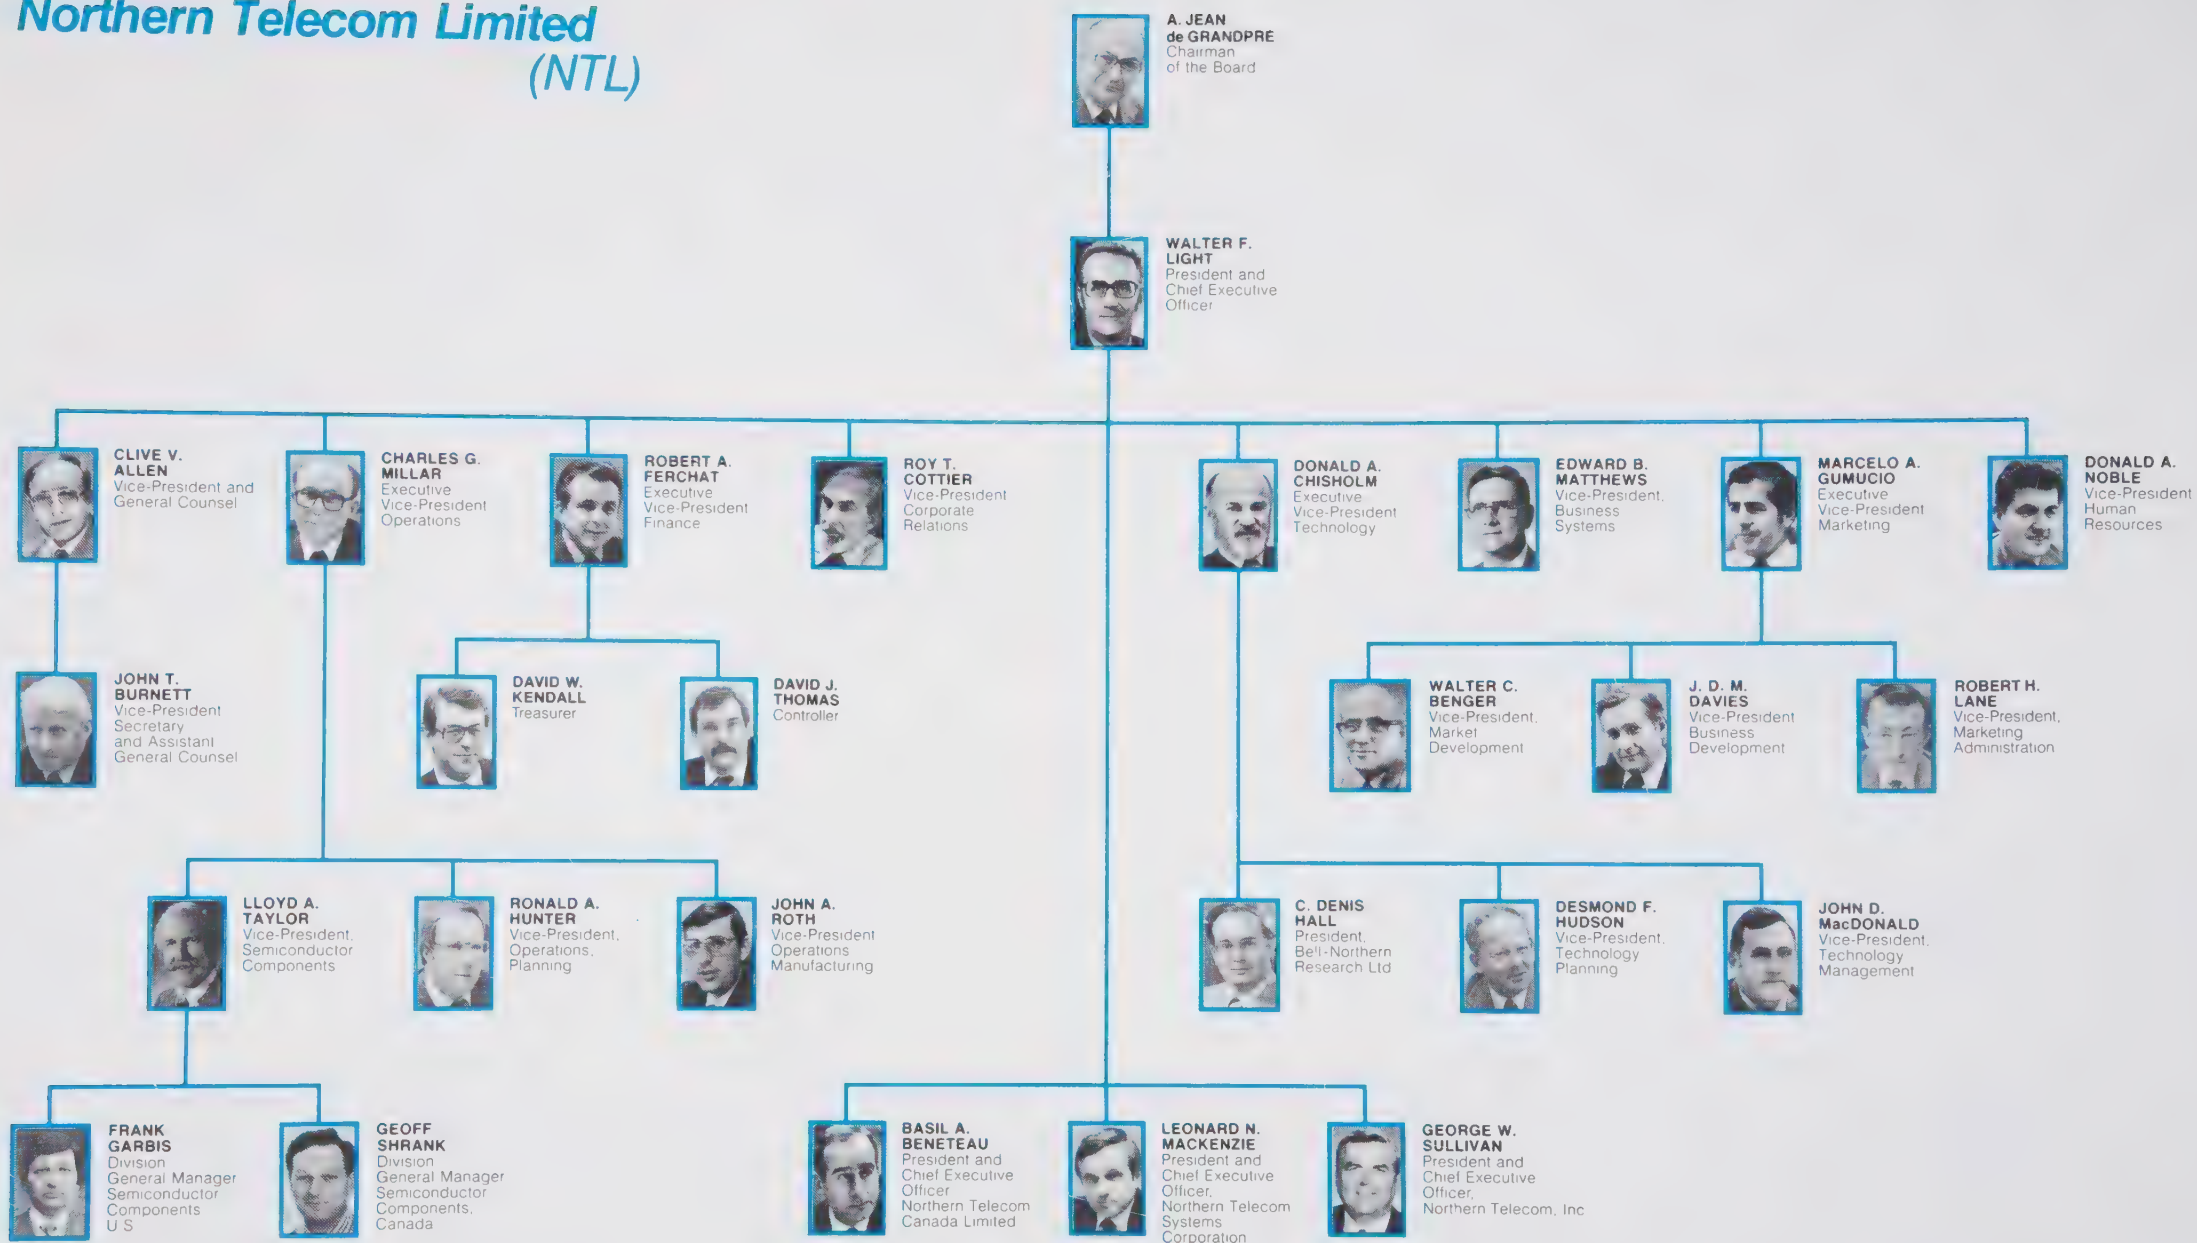 Northern Telecom Limited
(NTL)
A. JEAN
de GRANDPRÉ
Chairman
of the Board
WALTER F.
LIGHT
President and
Chief Executive
Officer
CLIVE V.
ALLEN
Vice-President and
General Counsel
CHARLES G.
MILLAR
Executive
Vice-President
Operations
ROBERT A.
FERCHAT
Executive
Vice-President
Finance
ROY T.
COTTIER
Vice-President
Corporate
Relations
DONALD A.
CHISHOLM
Executive
Vice-President
Technology
EDWARD B.
MATTHEWS
Vice-President,
Business
Systems
MARCELO A.
GUMUCIO
Executive
Vice-President
Marketing
DONALD A.
NOBLE
Vice-President
Human
Resources
JOHN T.
BURNETT
Vice-President
Secretary
and Assistant
General Counsel
DAVID W.
KENDALL
Treasurer
DAVID J.
THOMAS
Controller
WALTER C.
BENGER
Vice-President,
Market
Development
J. D. M.
DAVIES
Vice-President
Business
Development
ROBERT H.
LANE
Vice-President,
Marketing
Administration
LLOYD A.
TAYLOR
Vice-President,
Semiconductor
Components
RONALD A.
HUNTER
Vice-President,
Operations,
Planning
JOHN A.
ROTH
Vice-President
Operations
Manufacturing
C. DENIS
HALL
President,
Bell-Northern
Research Ltd
DESMOND F.
HUDSON
Vice-President,
Technology
Planning
JOHN D.
MacDONALD
Vice-President,
Technology
Management
FRANK
GARBIS
Division
General Manager
Semiconductor
Components
U S
GEOFF
SHRANK
Division
General Manager
Semiconductor
Components,
Canada
BASIL A.
BENETEAU
President and
Chief Executive
Officer
Northern Telecom
Canada Limited
LEONARD N.
MACKENZIE
President and
Chief Executive
Officer,
Northern Telecom
Systems
Corporation
GEORGE W.
SULLIVAN
President and
Chief Executive
Officer,
Northern Telecom, Inc